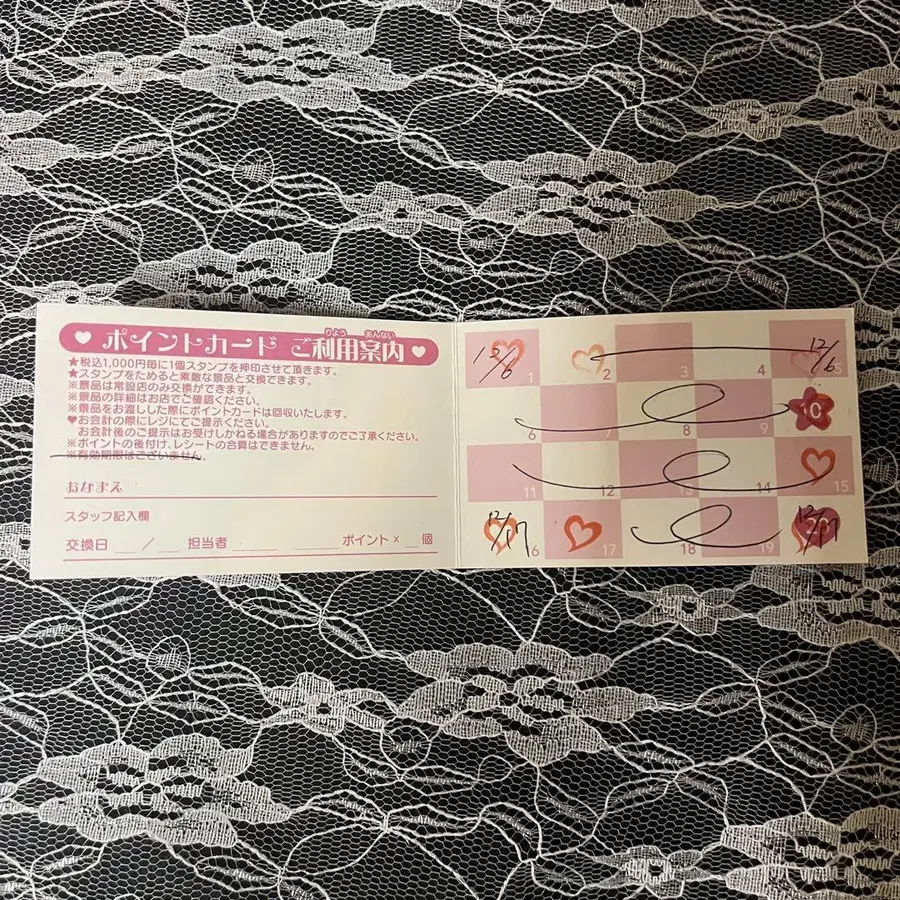 ♥ ポイントカード ご利用案内 ♥
りよう あんない
★税込1,000円毎に1個スタンプを押印させて頂きます。
★スタンプをためると素敵な景品と交換できます。
※景品は常設店のみ交換ができます。
※景品の詳細はお店でご確認ください。
※景品をお渡しした際にポイントカードは回収いたします。
♥お会計の際にレジにてご提示ください。
お会計後のご提示はお受けしかねる場合がありますのでご了承ください。
※ポイントの後付け、レシートの合算はできません。
※有効期限はございません。
おなまえ
スタッフ記入欄
交換日 __/__ 担当者 ____ ____ポイント×__個
12/6 12/6
1 2 3 4 5
6 7 8 9 10
11 12 13 14 15
12/17 12/17
16 17 18 19